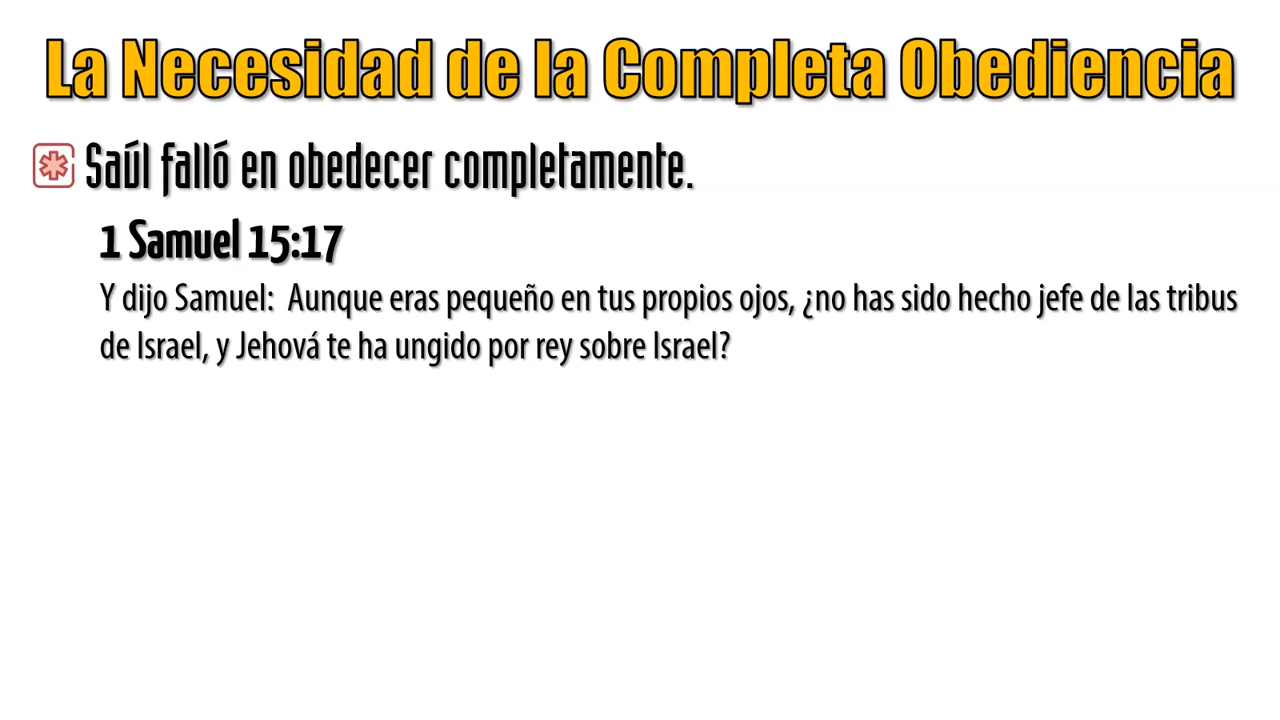 La Necesidad de la Completa Obediencia
Saúl falló en obedecer completamente.
1 Samuel 15:17
Y dijo Samuel:  Aunque eras pequeño en tus propios ojos, ¿no has sido hecho jefe de las tribus
de Israel, y Jehová te ha ungido por rey sobre Israel?